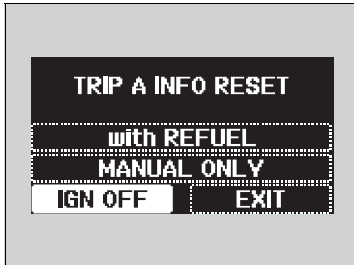 TRIP A INFO RESET
with REFUEL
MANUAL ONLY
IGN OFF EXIT